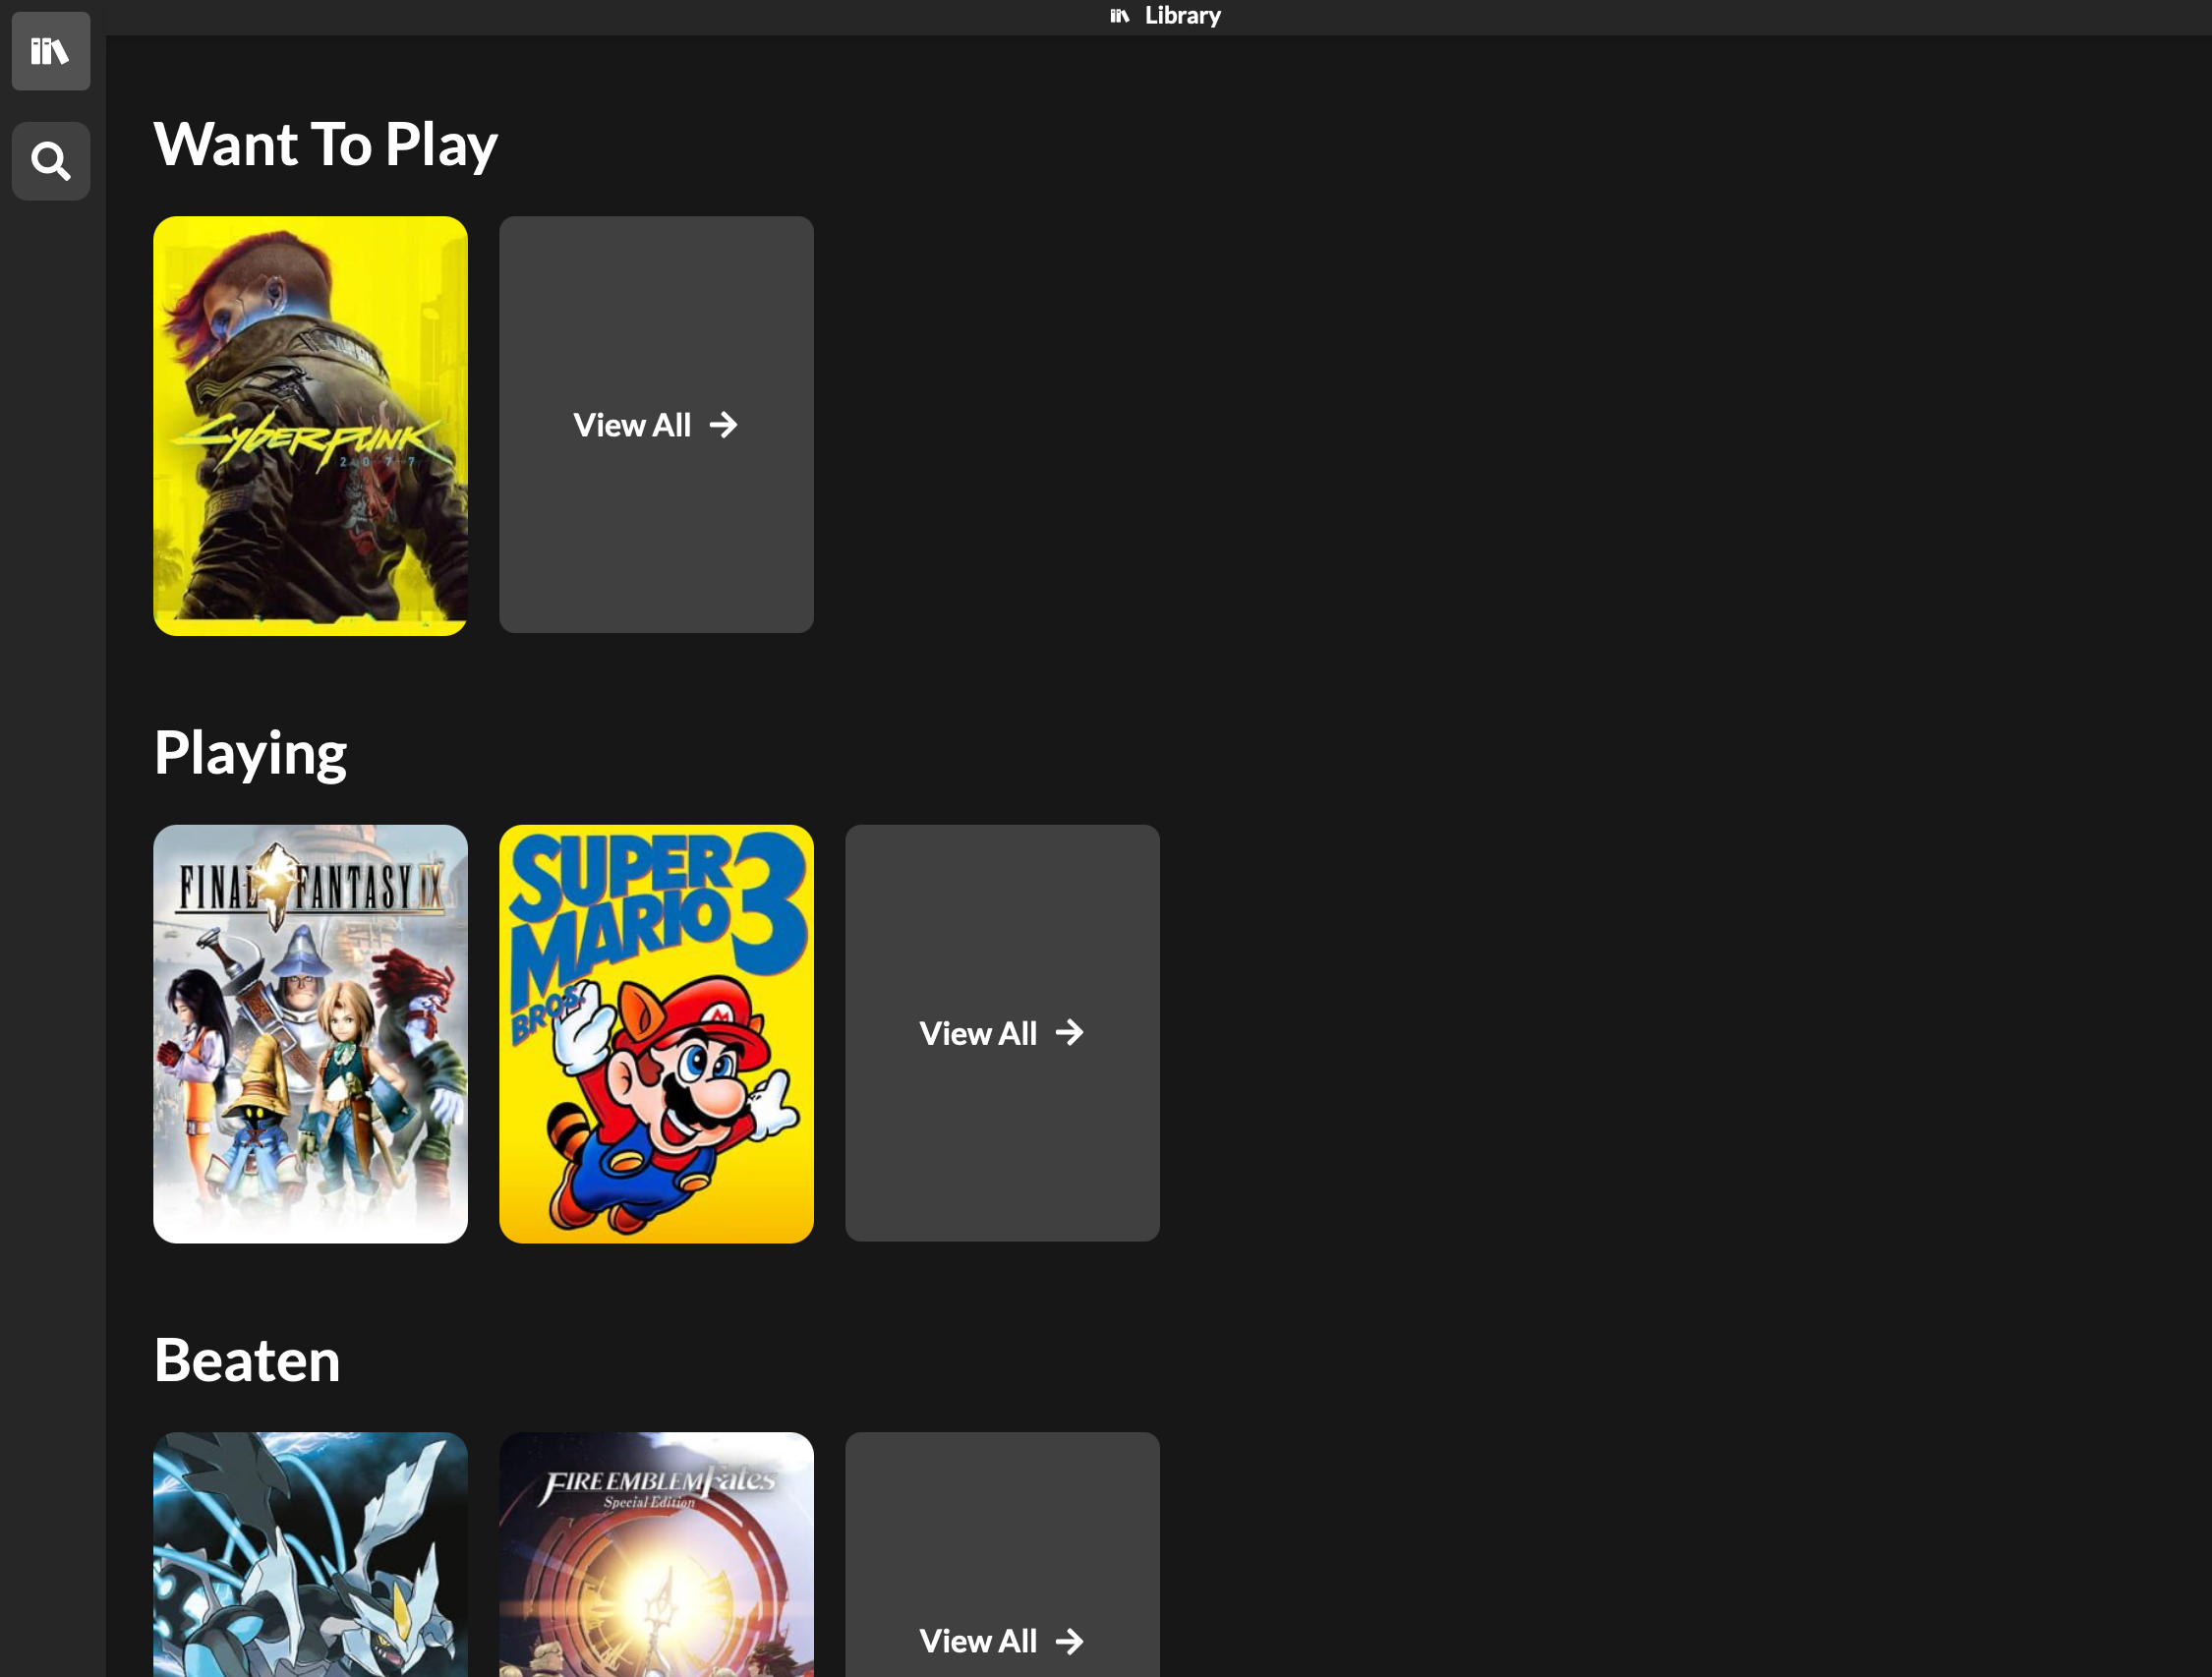 Library
Want To Play
CYBERPUNK
2077
View All
Playing
FINAL FANTASY IX
SUPER
MARIO 3
BROS.
M
View All
Beaten
FIRE EMBLEM Fates
Special Edition
View All